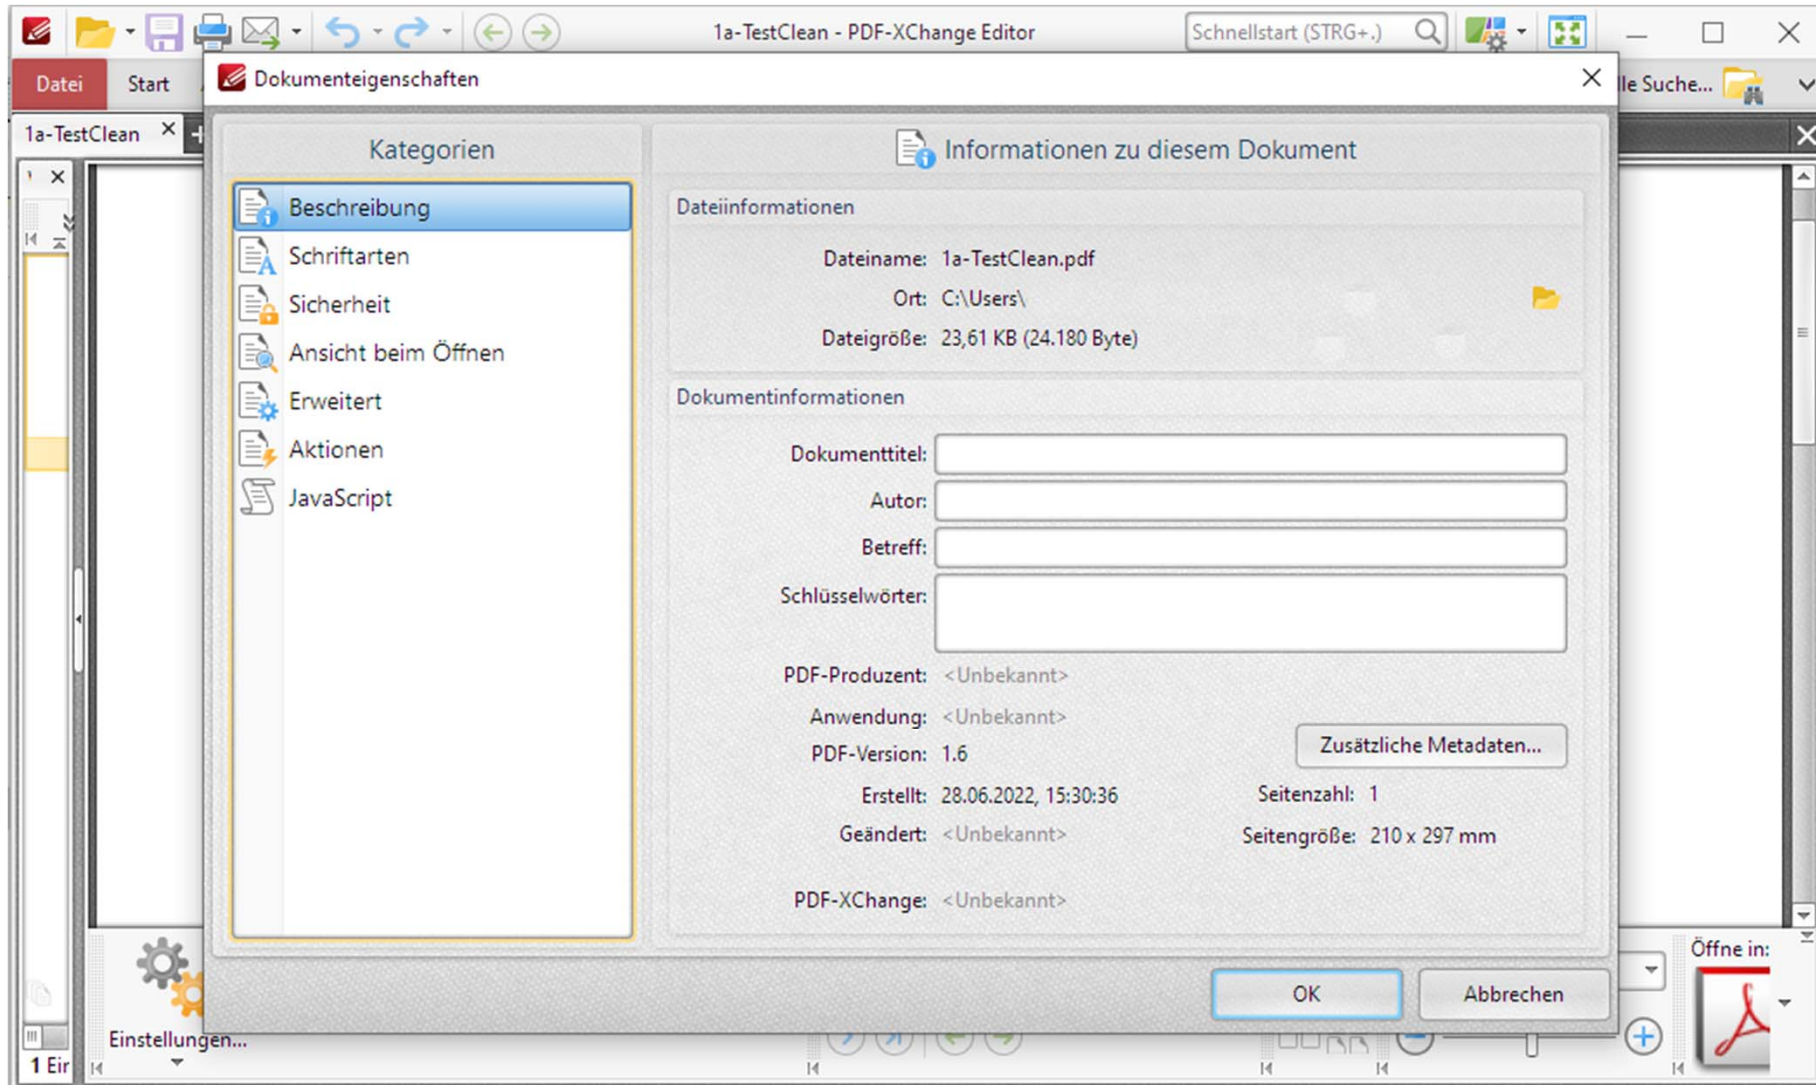 1a-TestClean - PDF-XChange Editor
Schnellstart (STRG+.)
Datei
Start
lle Suche...
1a-TestClean
Dokumenteigenschaften
Kategorien
Beschreibung
Schriftarten
Sicherheit
Ansicht beim Öffnen
Erweitert
Aktionen
JavaScript
Informationen zu diesem Dokument
Dateiinformationen
Dateiname: 1a-TestClean.pdf
Ort: C:\Users\
Dateigröße: 23,61 KB (24.180 Byte)
Dokumentinformationen
Dokumenttitel:
Autor:
Betreff:
Schlüsselwörter:
PDF-Produzent: <Unbekannt>
Anwendung: <Unbekannt>
PDF-Version: 1.6
Zusätzliche Metadaten...
Erstellt: 28.06.2022, 15:30:36
Seitenzahl: 1
Geändert: <Unbekannt>
Seitengröße: 210 x 297 mm
PDF-XChange: <Unbekannt>
OK
Abbrechen
Öffne in:
Einstellungen...
1 Eir